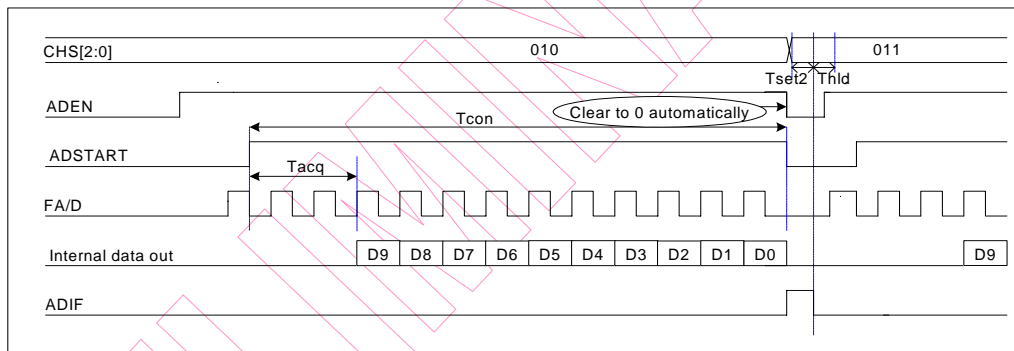 CHS[2:0] 010 011
Tset2 Thld
ADEN
Clear to 0 automatically
Tcon
ADSTART
Tacq
FA/D
Internal data out D9 D8 D7 D6 D5 D4 D3 D2 D1 D0 D9
ADIF